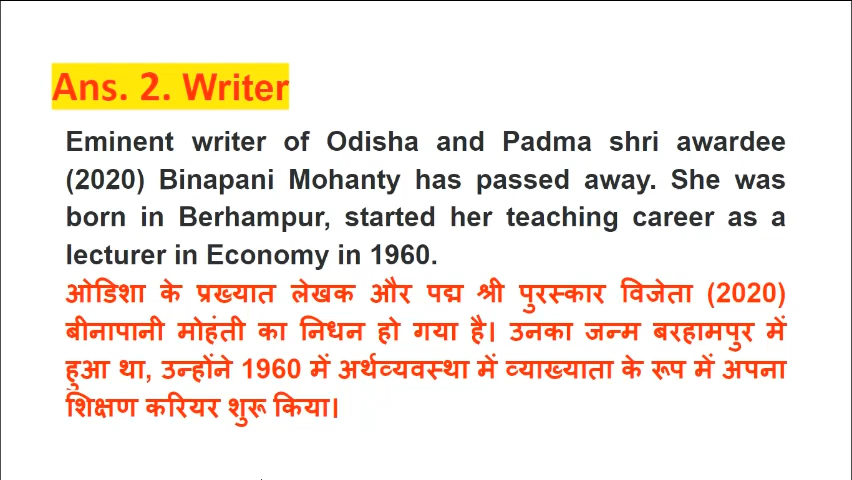 Ans. 2. Writer
Eminent writer of Odisha and Padma shri awardee
(2020) Binapani Mohanty has passed away. She was
born in Berhampur, started her teaching career as a
lecturer in Economy in 1960.
ओडिशा के प्रख्यात लेखक और पद्म श्री पुरस्कार विजेता (2020)
बीनापानी मोहंती का निधन हो गया है। उनका जन्म बरहामपुर में
हुआ था, उन्होंने 1960 में अर्थव्यवस्था में व्याख्याता के रूप में अपना
शिक्षण करियर शुरू किया।